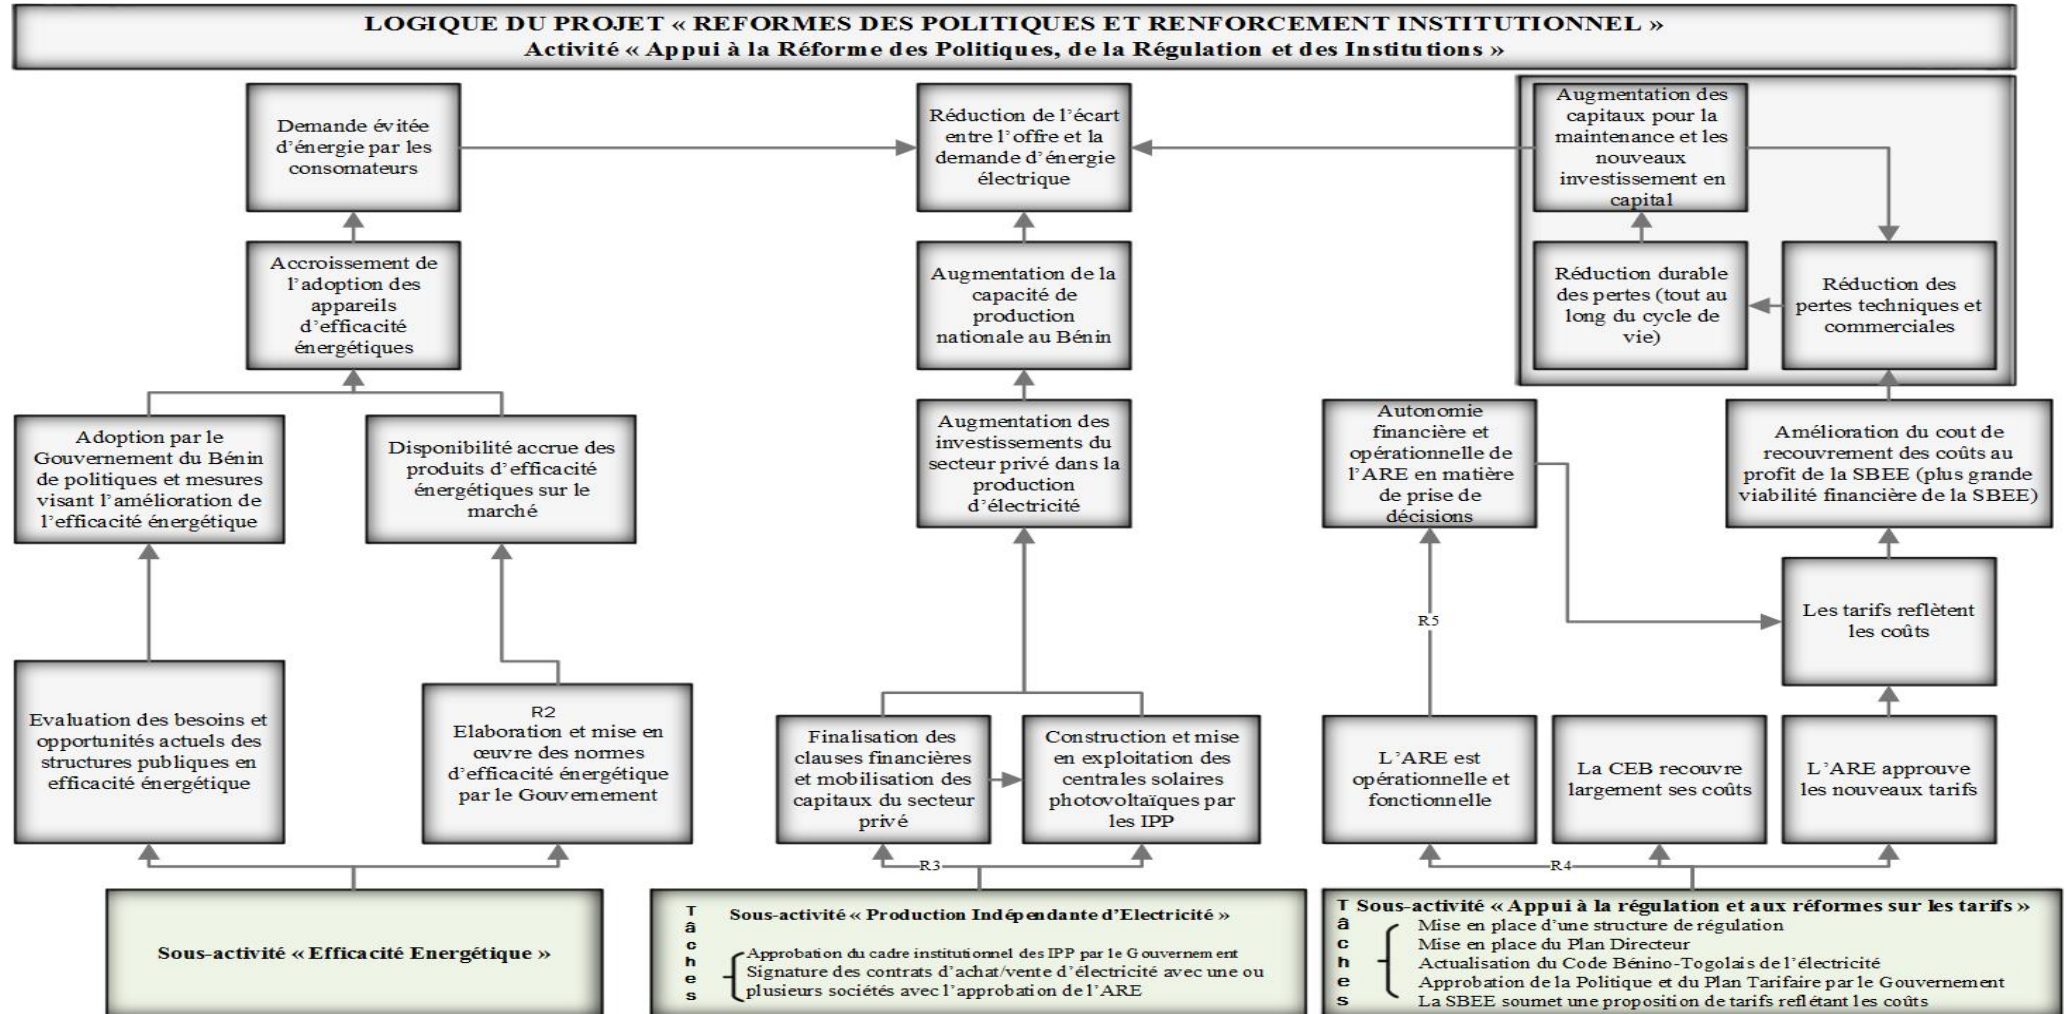 LOGIQUE DU PROJET « REFORMES DES POLITIQUES ET RENFORCEMENT INSTITUTIONNEL »
Activité « Appui à la Réforme des Politiques, de la Régulation et des Institutions »
Demande évitée
d’énergie par les
consomateurs
Réduction de l’écart
entre l’offre et la
demande d’énergie
électrique
Augmentation des
capitaux pour la
maintenance et les
nouveaux
investissement en
capital
Accroissement de
l’adoption des
appareils
d’efficacité
énergétiques
Augmentation de la
capacité de
production
nationale au Bénin
Réduction durable
des pertes (tout au
long du cycle de
vie)
Réduction des
pertes techniques et
commerciales
Adoption par le
Gouvernement du Bénin
de politiques et mesures
visant l’amélioration de
l’efficacité énergétique
Disponibilité accrue des
produits d’efficacité
énergétiques sur le
marché
Augmentation des
investissements du
secteur privé dans la
production
d’électricité
Autonomie
financière et
opérationnelle de
l’ARE en matière
de prise de
décisions
Amélioration du cout de
recouvrement des coûts au
profit de la SBEE (plus grande
viabilité financière de la SBEE)
R5
Les tarifs reflètent
les coûts
Evaluation des besoins et
opportunités actuels des
structures publiques en
efficacité énergétique
R2
Elaboration et mise en
œuvre des normes
d’efficacité énergétique
par le Gouvernement
Finalisation des
clauses financières
et mobilisation des
capitaux du secteur
privé
Construction et mise
en exploitation des
centrales solaires
photovoltaïques par
les IPP
L’ARE est
opérationnelle et
fonctionnelle
La CEB recouvre
largement ses coûts
L’ARE approuve
les nouveaux tarifs
R3
R4
Sous-activité « Efficacité Energétique »
Tâches
Sous-activité « Production Indépendante d’Electricité »
Approbation du cadre institutionnel des IPP par le Gouvernement
Signature des contrats d’achat/vente d’électricité avec une ou
plusieurs sociétés avec l’approbation de l’ARE
Tâches
Sous-activité « Appui à la régulation et aux réformes sur les tarifs »
Mise en place d’une structure de régulation
Mise en place du Plan Directeur
Actualisation du Code Bénino-Togolais de l’électricité
Approbation de la Politique et du Plan Tarifaire par le Gouvernement
La SBEE soumet une proposition de tarifs reflétant les coûts